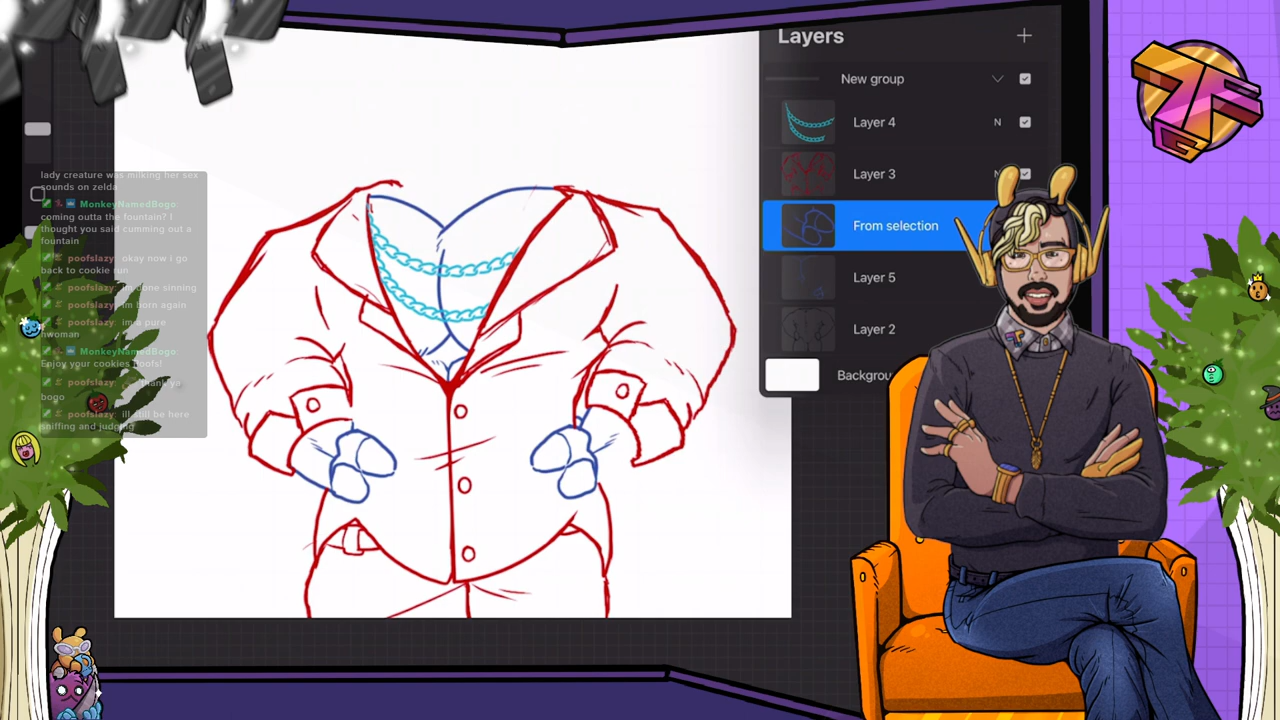 Layers
New group
Layer 4
N
Layer 3
From selection
Layer 5
Layer 2
lady creature was milking her sex
sounds on zelda
MonkeyNamedBogo:
coming outta the fountain? I
thought you said cumming out a
fountain
poofslazy: okay now i go
back to cookie run
poofslazy: im done sinning
poofslazy: im born again
poofslazy: im a pure
hwoman
MonkeyNamedBogo:
Enjoy your cookies Poofs!
poofslazy: thank ya
bogo
poofslazy: ill still be here
sniffing and judging